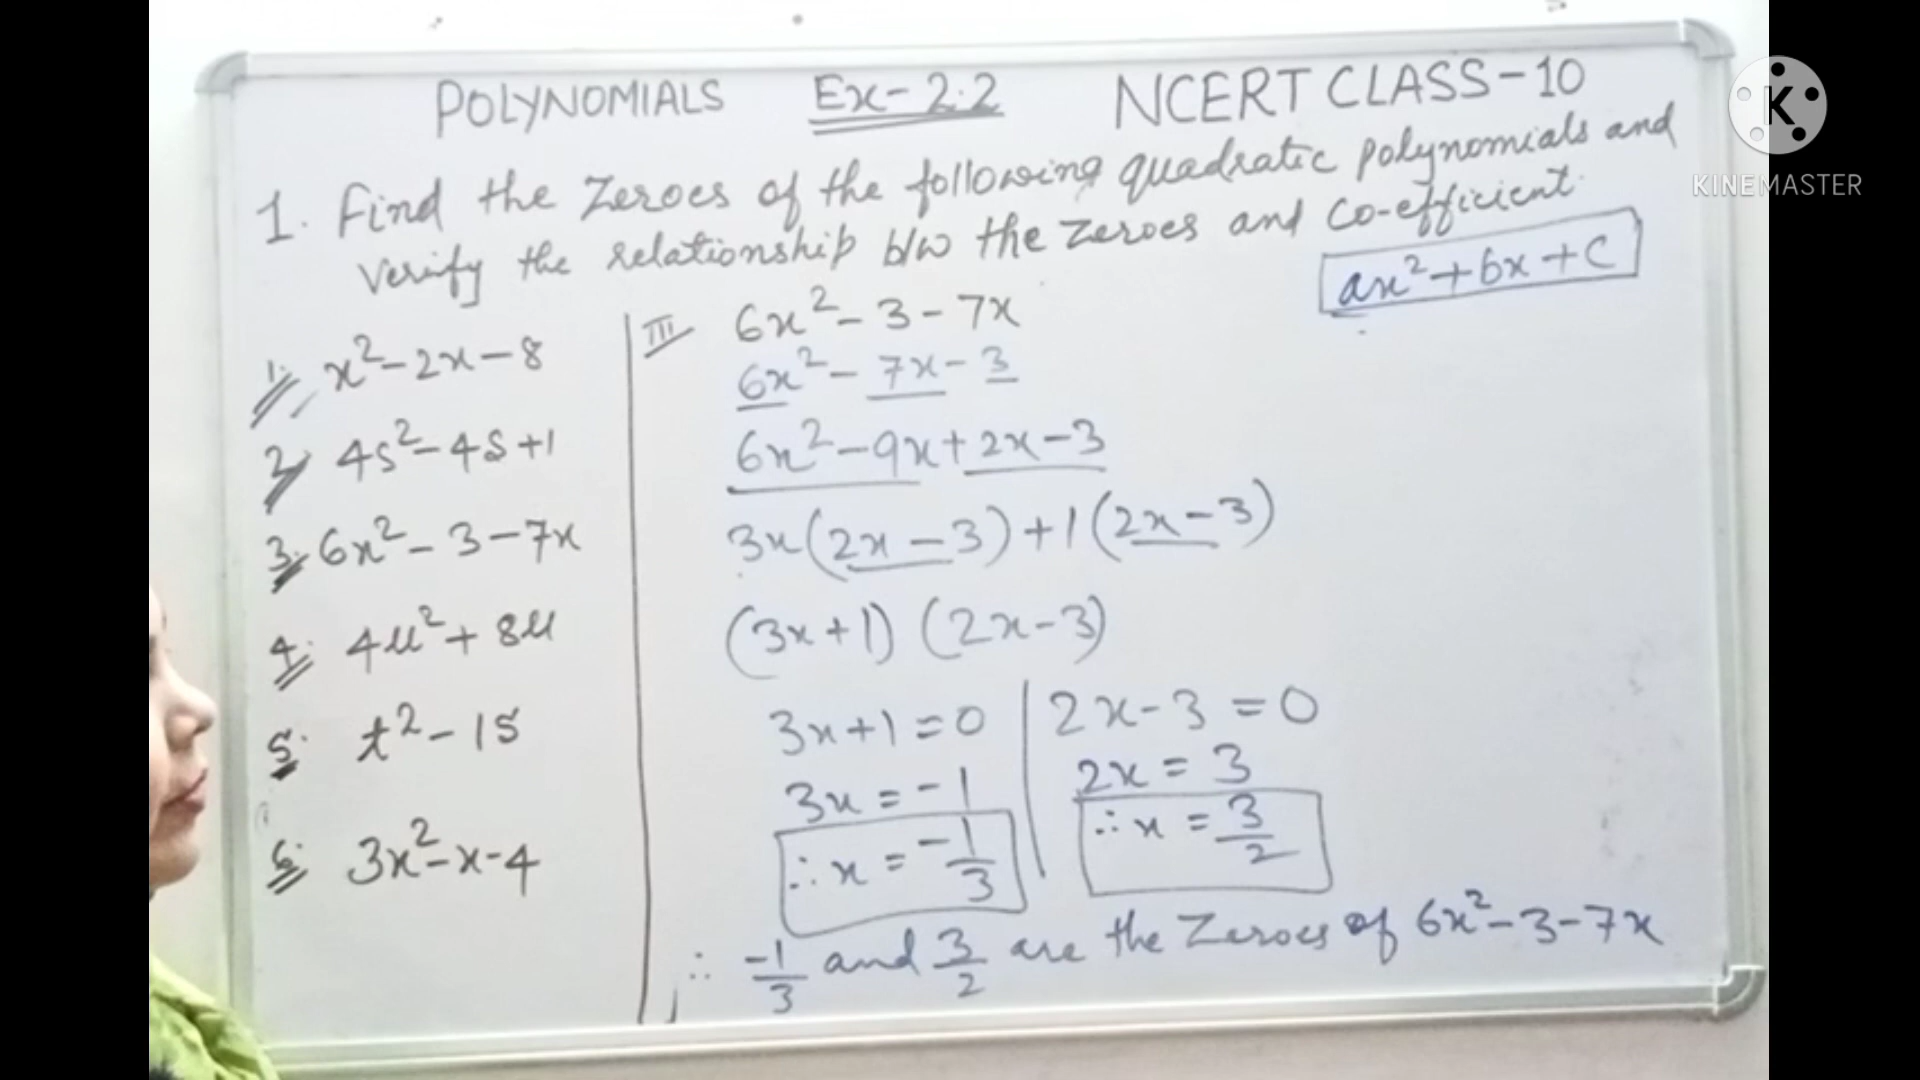 POLYNOMIALS Ex-2.2 NCERT CLASS-10
K
KINEMASTER
1. Find the zeroes of the following quadratic polynomials and
verify the relationship b/w the zeroes and co-efficient.
ax²+bx+c
1. x²-2x-8
2. 4s²-4s+1
3. 6x²-3-7x
4. 4u²+8u
5. t²-15
6. 3x²-x-4
III 6x²-3-7x
6x²-7x-3
6x²-9x+2x-3
3x(2x-3)+1(2x-3)
(3x+1)(2x-3)
3x+1=0 | 2x-3=0
3x=-1 | 2x=3
∴x=-1/3 | ∴x=3/2
∴ -1/3 and 3/2 are the zeroes of 6x²-3-7x